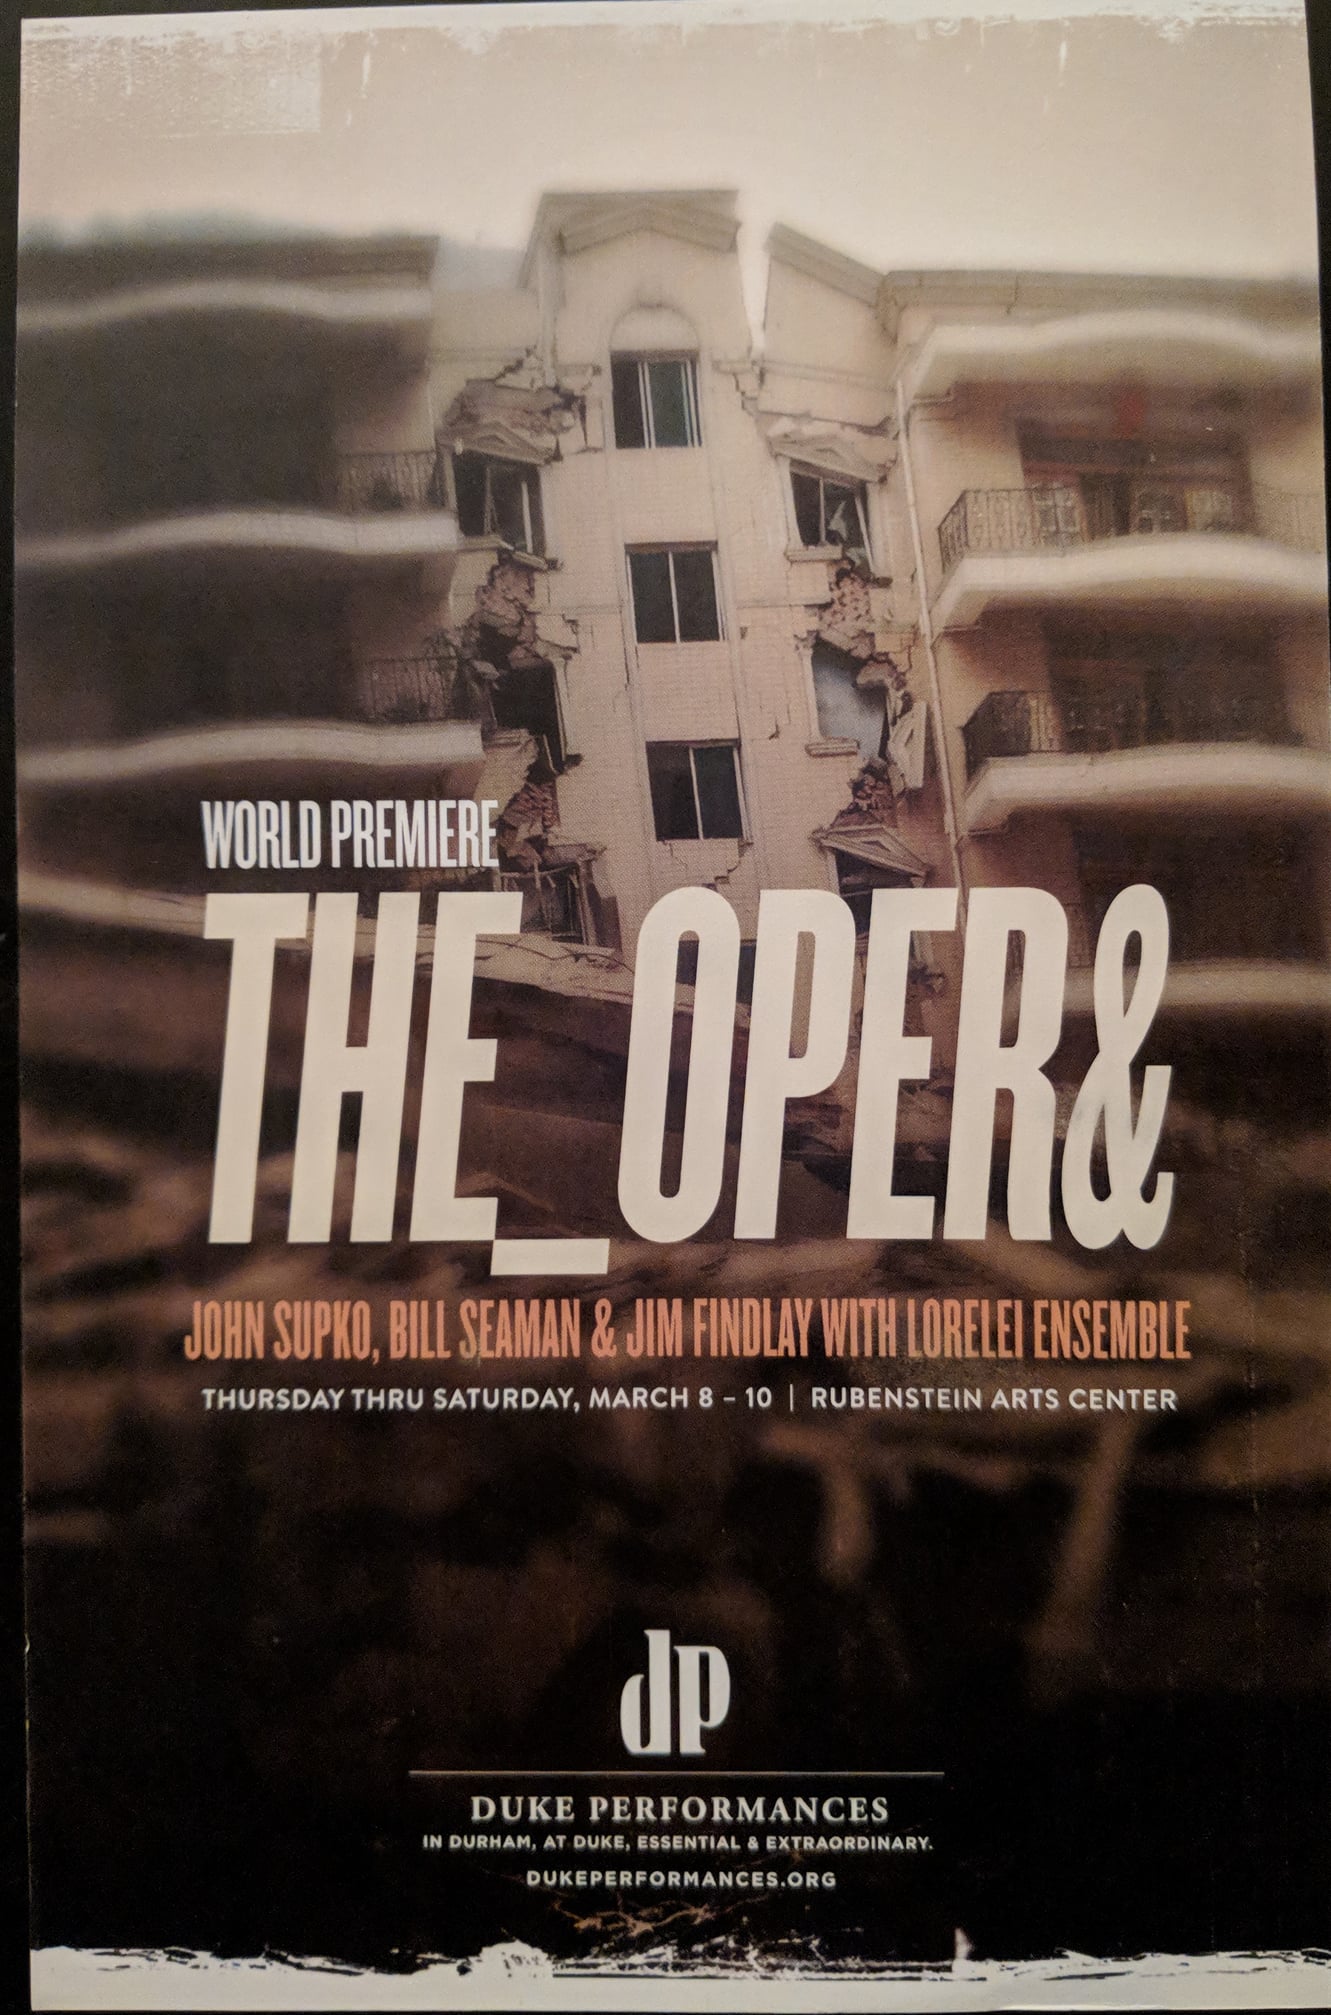 WORLD PREMIERE
THE_OPER&
JOHN SUPKO, BILL SEAMAN & JIM FINDLAY WITH LORELEI ENSEMBLE
THURSDAY THRU SATURDAY, MARCH 8 – 10 | RUBENSTEIN ARTS CENTER
dp
DUKE PERFORMANCES
IN DURHAM, AT DUKE, ESSENTIAL & EXTRAORDINARY.
DUKEPERFORMANCES.ORG